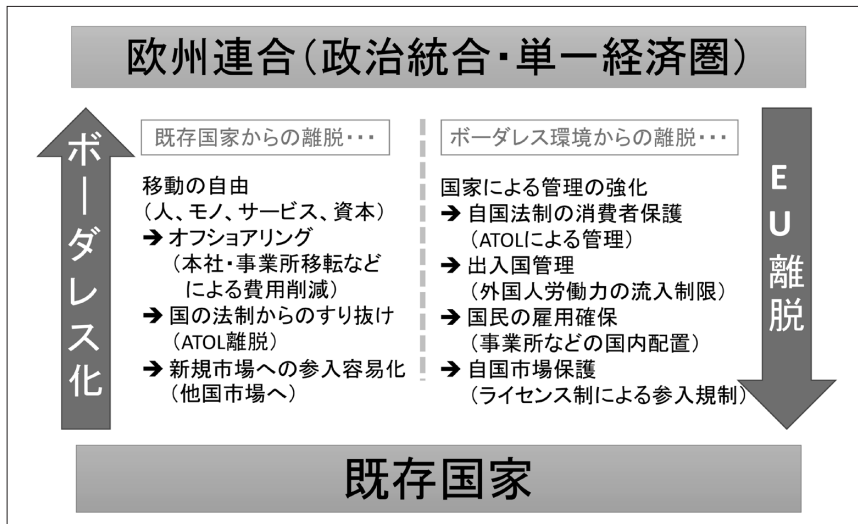 欧州連合（政治統合・単一経済圏）
ボーダレス化
既存国家からの離脱･･･
移動の自由
（人、モノ、サービス、資本）
➔ オフショアリング
（本社・事業所移転など
による費用削減）
➔ 国の法制からのすり抜け
（ATOL離脱）
➔ 新規市場への参入容易化
（他国市場へ）
ボーダレス環境からの離脱･･･
国家による管理の強化
➔ 自国法制の消費者保護
（ATOLによる管理）
➔ 出入国管理
（外国人労働力の流入制限）
➔ 国民の雇用確保
（事業所などの国内配置）
➔ 自国市場保護
（ライセンス制による参入規制）
EU離脱
既存国家